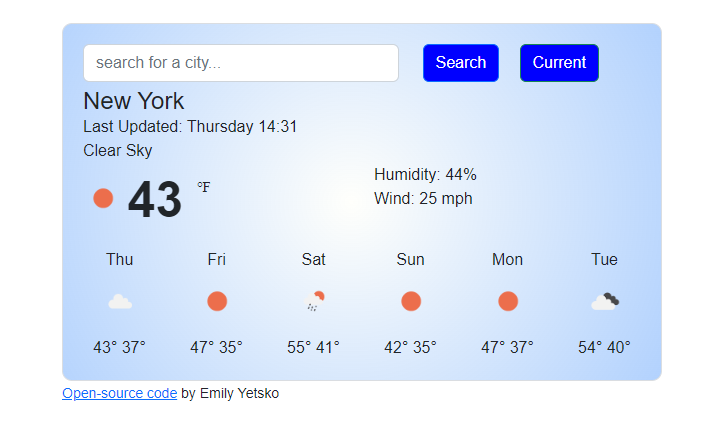 search for a city... Search Current
New York
Last Updated: Thursday 14:31
Clear Sky
43 °F
Humidity: 44%
Wind: 25 mph
Thu Fri Sat Sun Mon Tue
43° 37° 47° 35° 55° 41° 42° 35° 47° 37° 54° 40°
Open-source code by Emily Yetsko